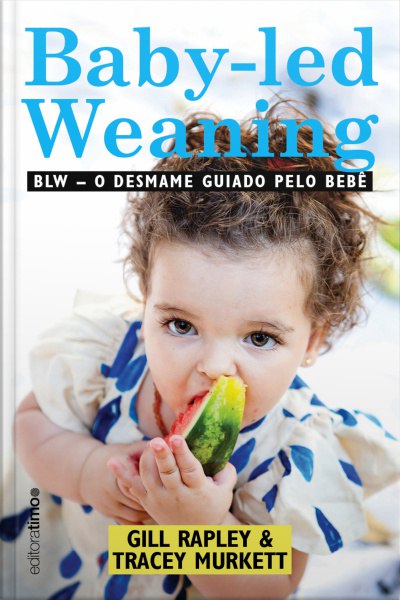 Baby-led
Weaning
BLW – O DESMAME GUIADO PELO BEBÊ
editoratimo
GILL RAPLEY &
TRACEY MURKETT